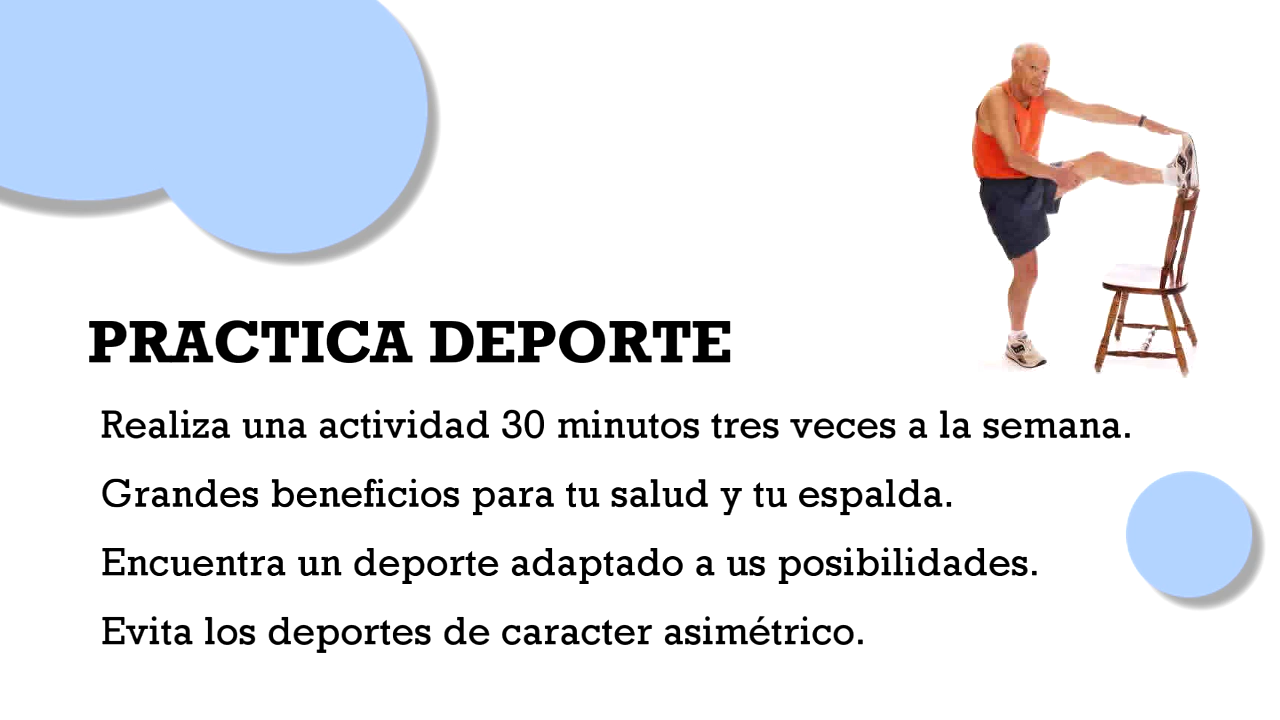 PRACTICA DEPORTE
Realiza una actividad 30 minutos tres veces a la semana.
Grandes beneficios para tu salud y tu espalda.
Encuentra un deporte adaptado a us posibilidades.
Evita los deportes de caracter asimétrico.